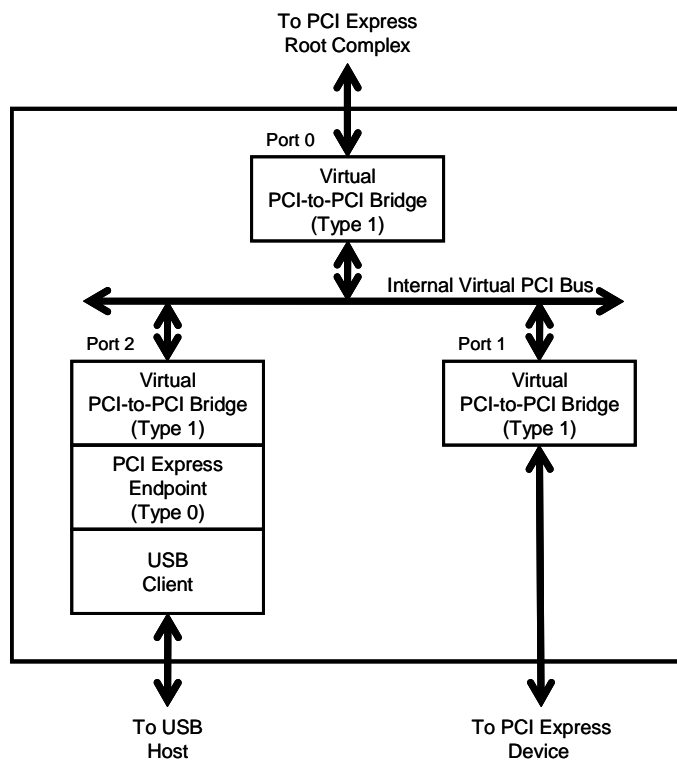 To PCI Express
Root Complex
Port 0
Virtual
PCI-to-PCI Bridge
(Type 1)
Internal Virtual PCI Bus
Port 2
Port 1
Virtual
PCI-to-PCI Bridge
(Type 1)
Virtual
PCI-to-PCI Bridge
(Type 1)
PCI Express
Endpoint
(Type 0)
USB
Client
To USB
Host
To PCI Express
Device